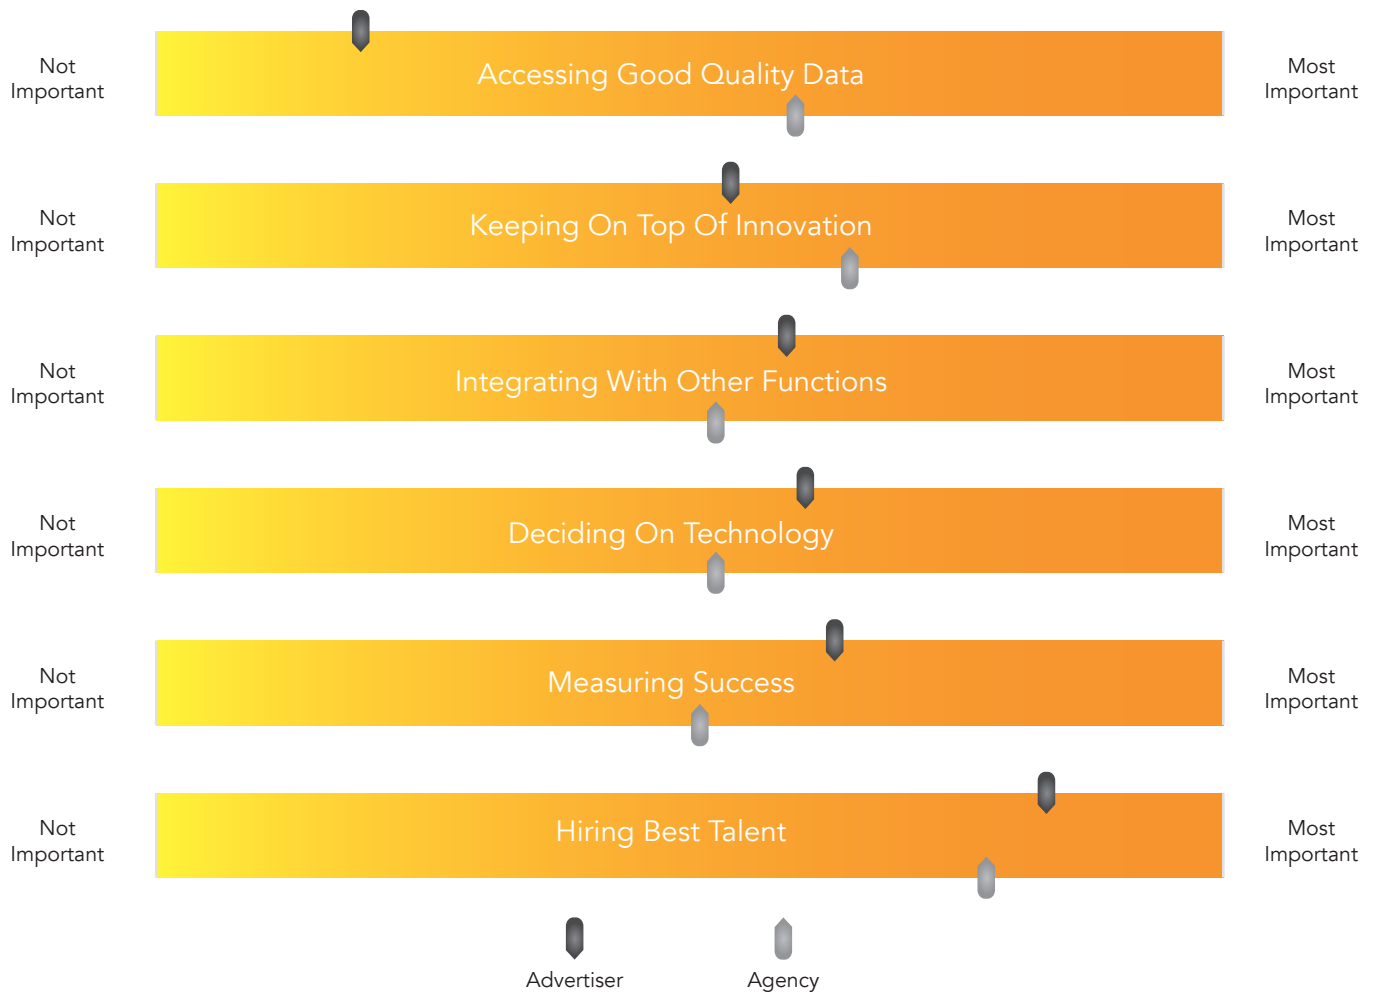 Not
Important
Accessing Good Quality Data
Most
Important
Not
Important
Keeping On Top Of Innovation
Most
Important
Not
Important
Integrating With Other Functions
Most
Important
Not
Important
Deciding On Technology
Most
Important
Not
Important
Measuring Success
Most
Important
Not
Important
Hiring Best Talent
Most
Important
Advertiser
Agency